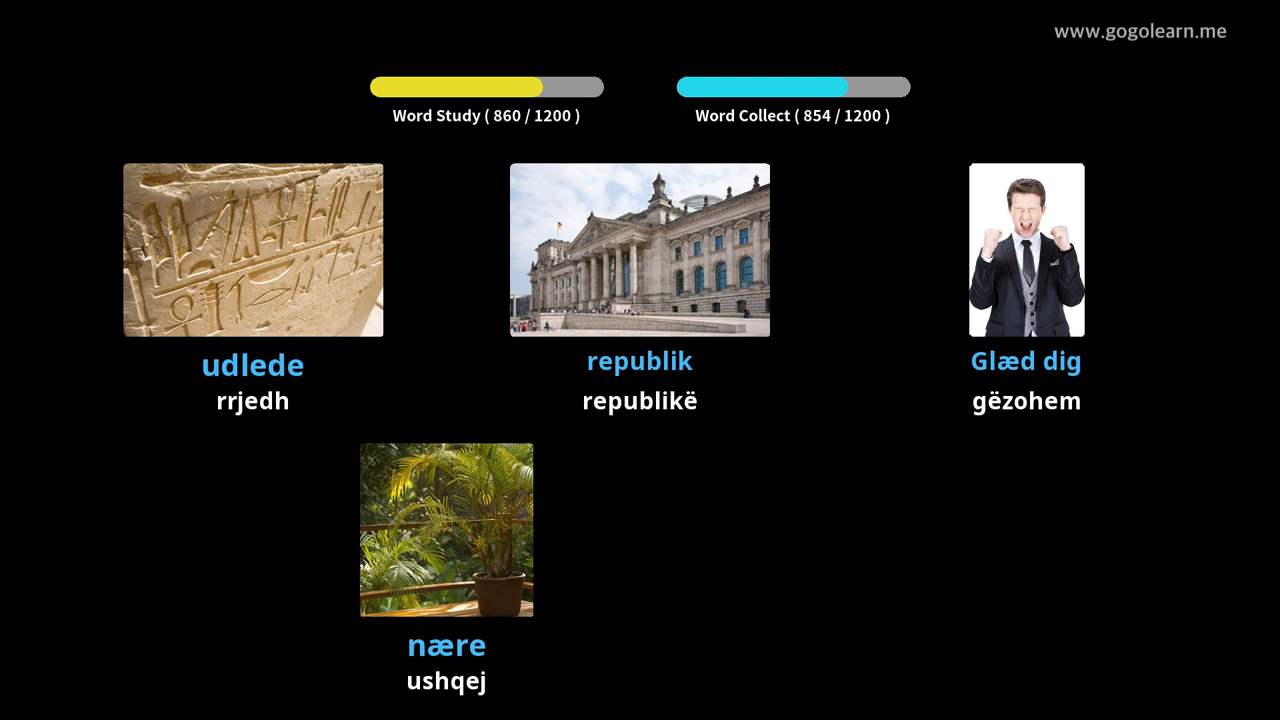 www.gogolearn.me
Word Study ( 860 / 1200 )
Word Collect ( 854 / 1200 )
udlede
rrjedh
republik
republikë
Glæd dig
gëzohem
nære
ushqej